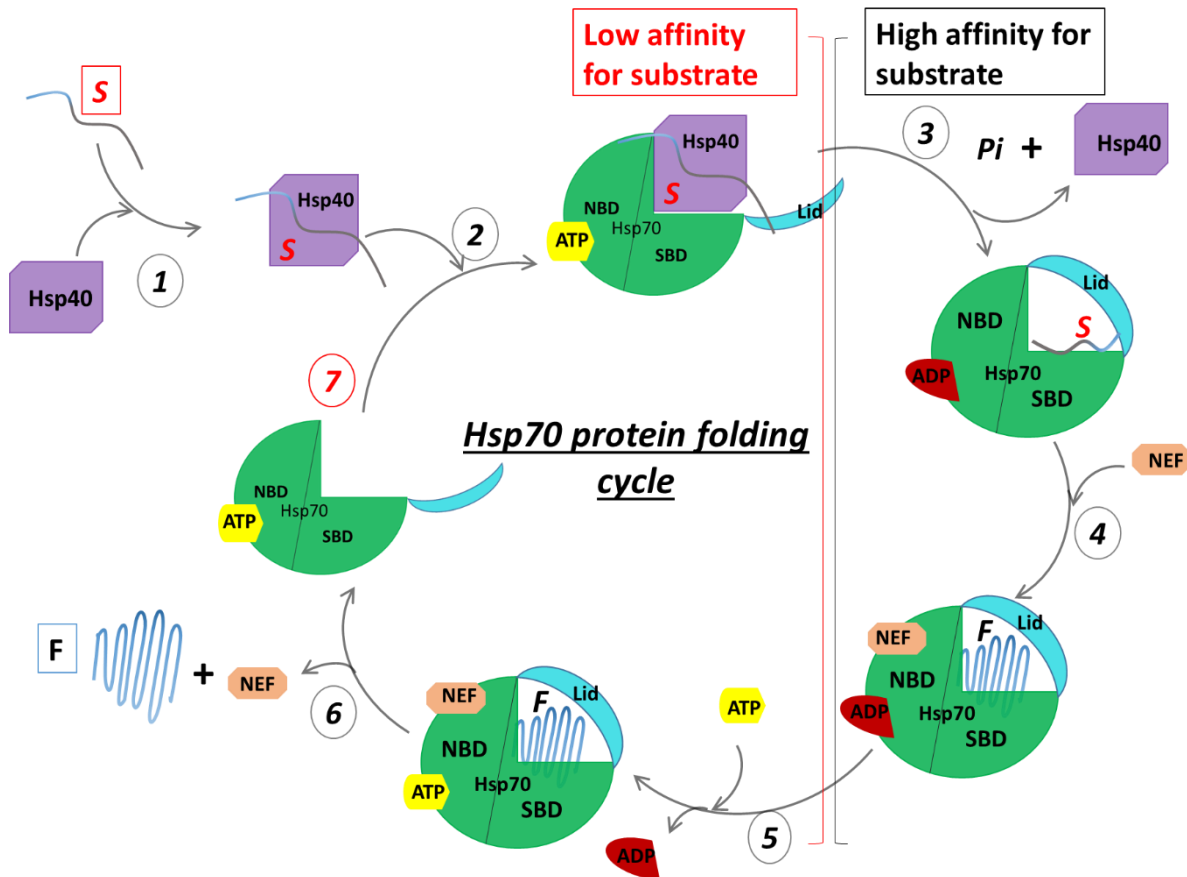 Low affinity
for substrate
High affinity for
substrate
S
Hsp40
1
Hsp40
S
2
Hsp40
S
NBD
Hsp70
ATP
SBD
Lid
3
Pi +
Hsp40
Lid
NBD
S
Hsp70
ADP
SBD
7
Hsp70 protein folding
cycle
NBD
Hsp70
ATP
SBD
NEF
4
NEF
F
Lid
NBD
Hsp70
ADP
SBD
F
+
NEF
6
NEF
F
Lid
NBD
Hsp70
ATP
SBD
ATP
ADP
5